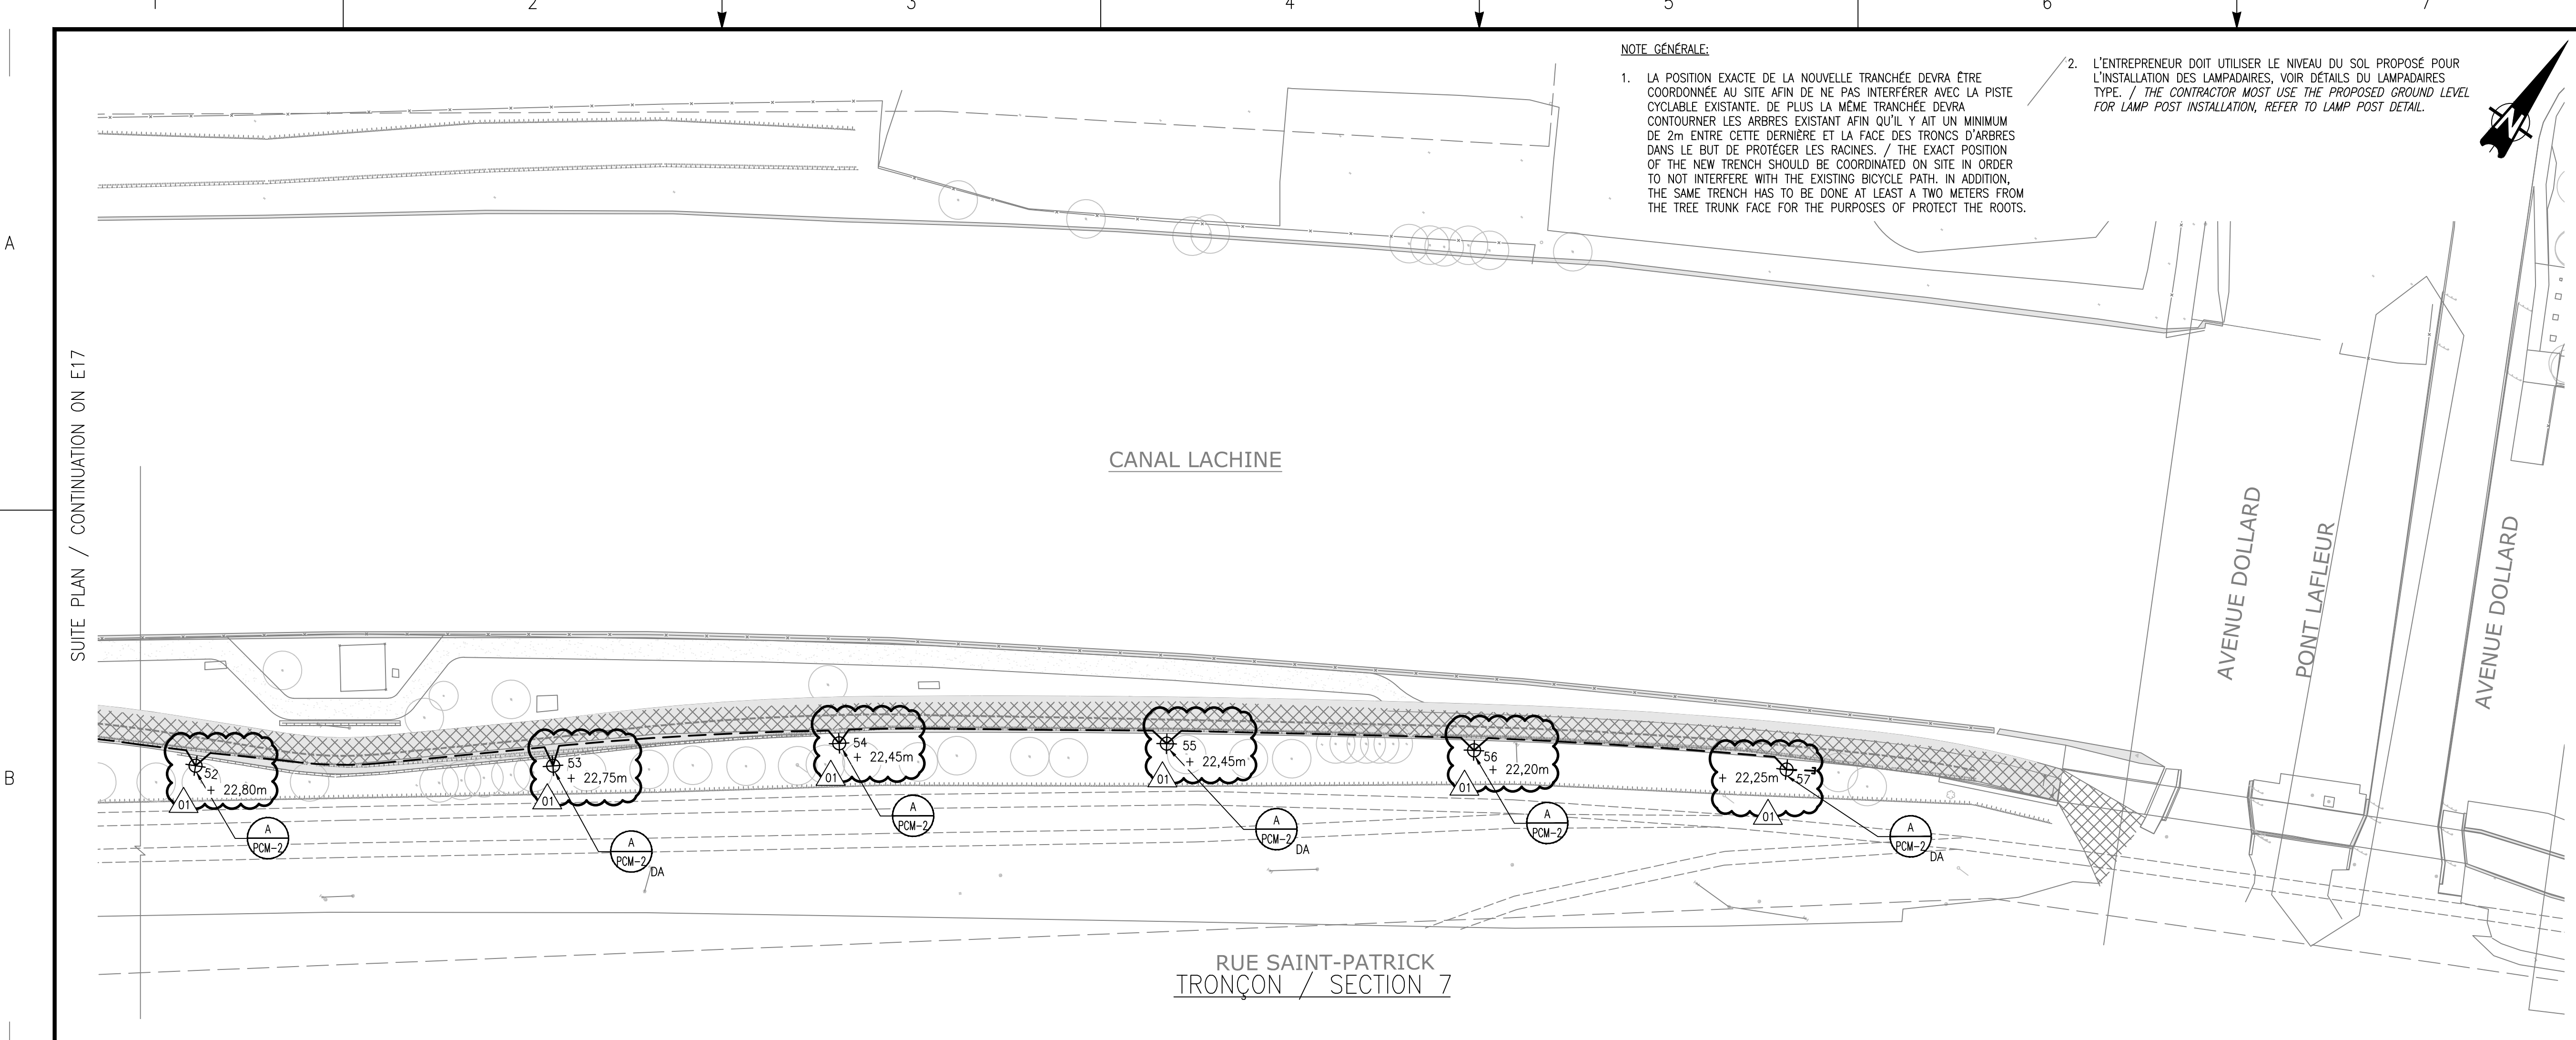 1
2
3
4
5
6
7
NOTE GÉNÉRALE:
1. LA POSITION EXACTE DE LA NOUVELLE TRANCHÉE DEVRA ÊTRE
COORDONNÉE AU SITE AFIN DE NE PAS INTERFÉRER AVEC LA PISTE
CYCLABLE EXISTANTE. DE PLUS LA MÊME TRANCHÉE DEVRA
CONTOURNER LES ARBRES EXISTANT AFIN QU'IL Y AIT UN MINIMUM
DE 2m ENTRE CETTE DERNIÈRE ET LA FACE DES TRONCS D'ARBRES
DANS LE BUT DE PROTÉGER LES RACINES. / THE EXACT POSITION
OF THE NEW TRENCH SHOULD BE COORDINATED ON SITE IN ORDER
TO NOT INTERFERE WITH THE EXISTING BICYCLE PATH. IN ADDITION,
THE SAME TRENCH HAS TO BE DONE AT LEAST A TWO METERS FROM
THE TREE TRUNK FACE FOR THE PURPOSES OF PROTECT THE ROOTS.
2. L'ENTREPRENEUR DOIT UTILISER LE NIVEAU DU SOL PROPOSÉ POUR
L'INSTALLATION DES LAMPADAIRES, VOIR DÉTAILS DU LAMPADAIRES
TYPE. / THE CONTRACTOR MOST USE THE PROPOSED GROUND LEVEL
FOR LAMP POST INSTALLATION, REFER TO LAMP POST DETAIL.
N
A
SUITE PLAN / CONTINUATION ON E17
CANAL LACHINE
AVENUE DOLLARD
PONT LAFLEUR
AVENUE DOLLARD
B
52
+ 22,80m
01
A
PCM-2
53
+ 22,75m
01
A
PCM-2
DA
54
+ 22,45m
01
A
PCM-2
55
+ 22,45m
01
A
PCM-2
DA
56
+ 22,20m
01
A
PCM-2
+ 22,25m
57
01
A
PCM-2
DA
RUE SAINT-PATRICK
TRONÇON / SECTION 7